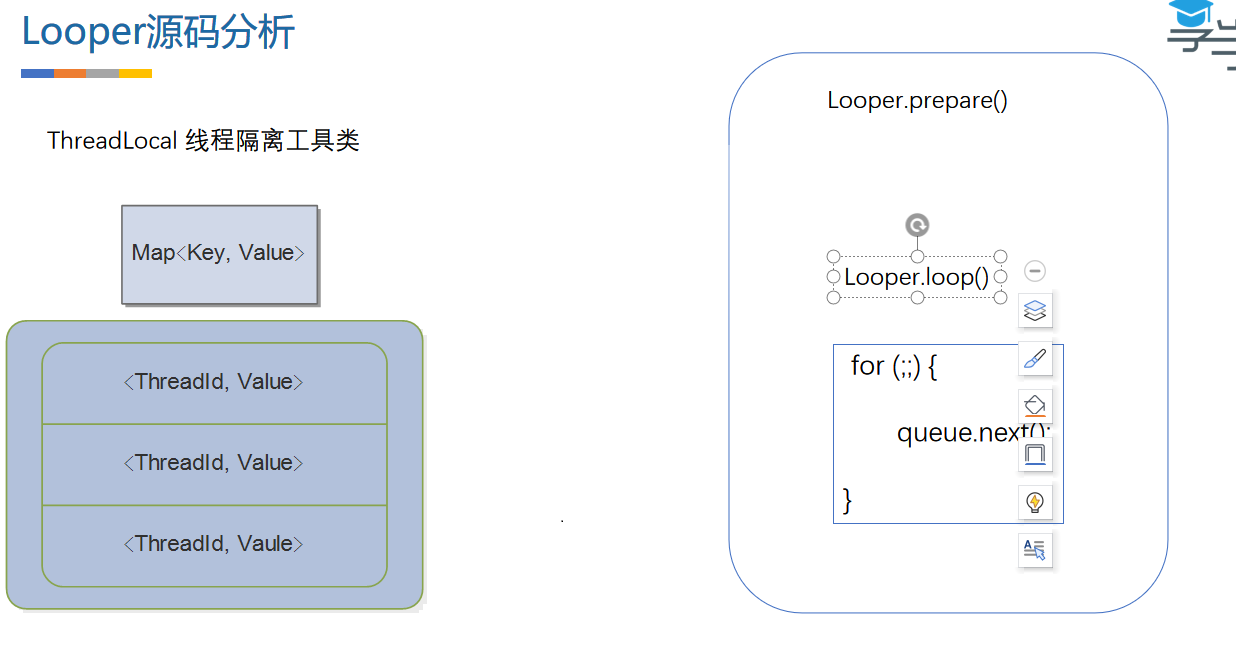 Looper源码分析
ThreadLocal 线程隔离工具类
Map<Key, Value>
<ThreadId, Value>
<ThreadId, Value>
<ThreadId, Vaule>
Looper.prepare()
Looper.loop()
for (;;) {
queue.next();
}